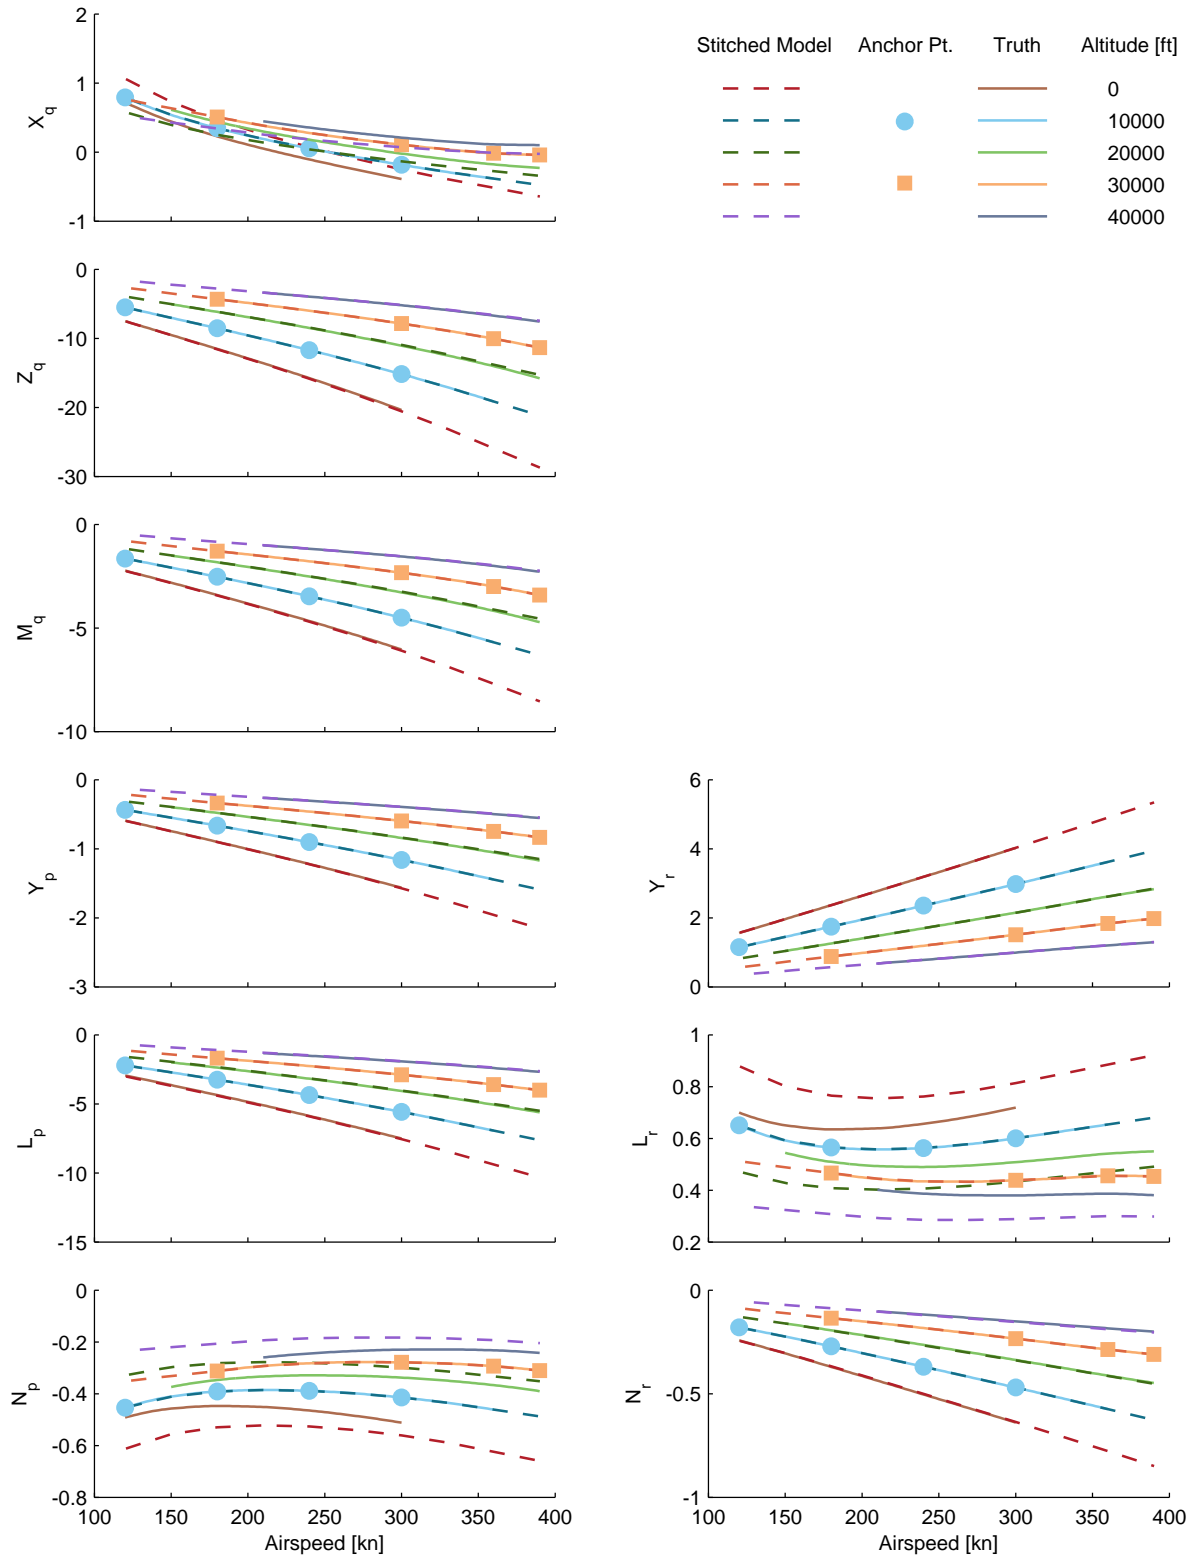 Stitched Model Anchor Pt. Truth Altitude [ft]
0
10000
20000
30000
40000
2
1
0
-1
X_q
0
-10
-20
-30
Z_q
0
-5
-10
M_q
0
-1
-2
-3
Y_p
6
4
2
0
Y_r
0
-5
-10
-15
L_p
1
0.8
0.6
0.4
0.2
L_r
0
-0.2
-0.4
-0.6
-0.8
N_p
100 150 200 250 300 350 400
Airspeed [kn]
0
-0.5
-1
N_r
100 150 200 250 300 350 400
Airspeed [kn]